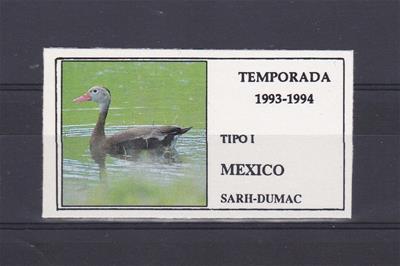 TEMPORADA
1993-1994
TIPO I
MEXICO
SARH-DUMAC